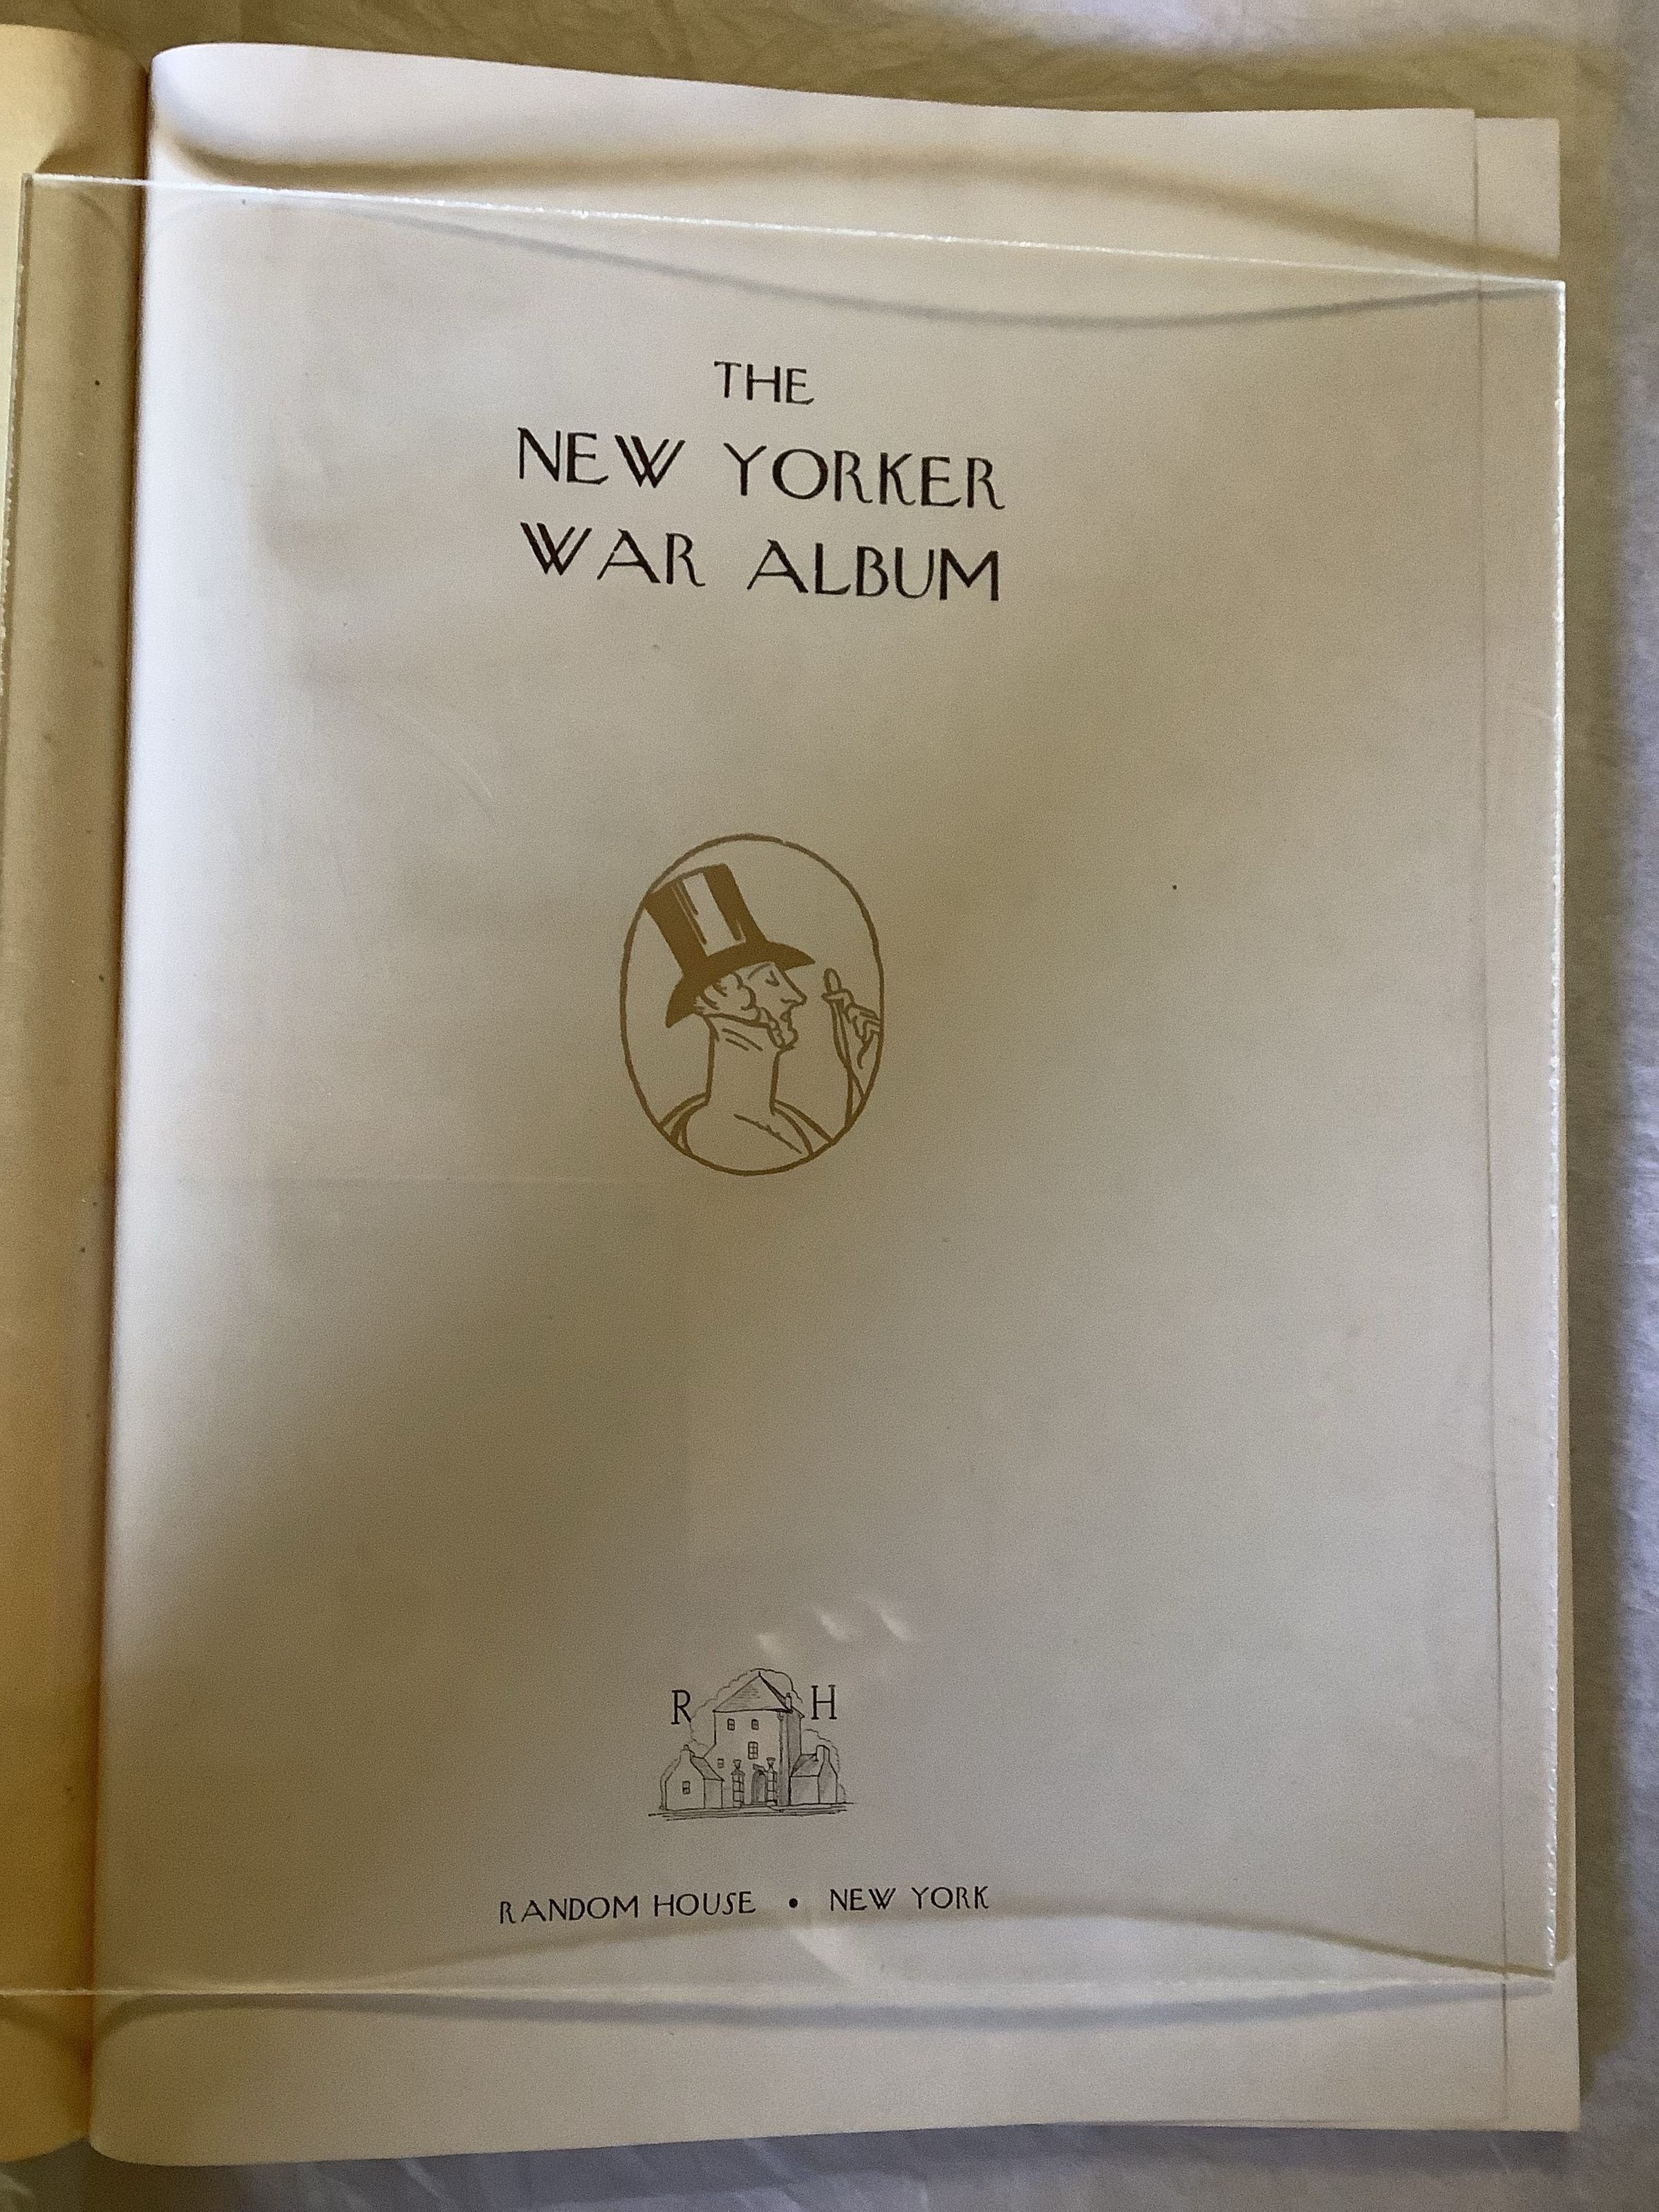 THE
NEW YORKER
WAR ALBUM
R H
RANDOM HOUSE • NEW YORK